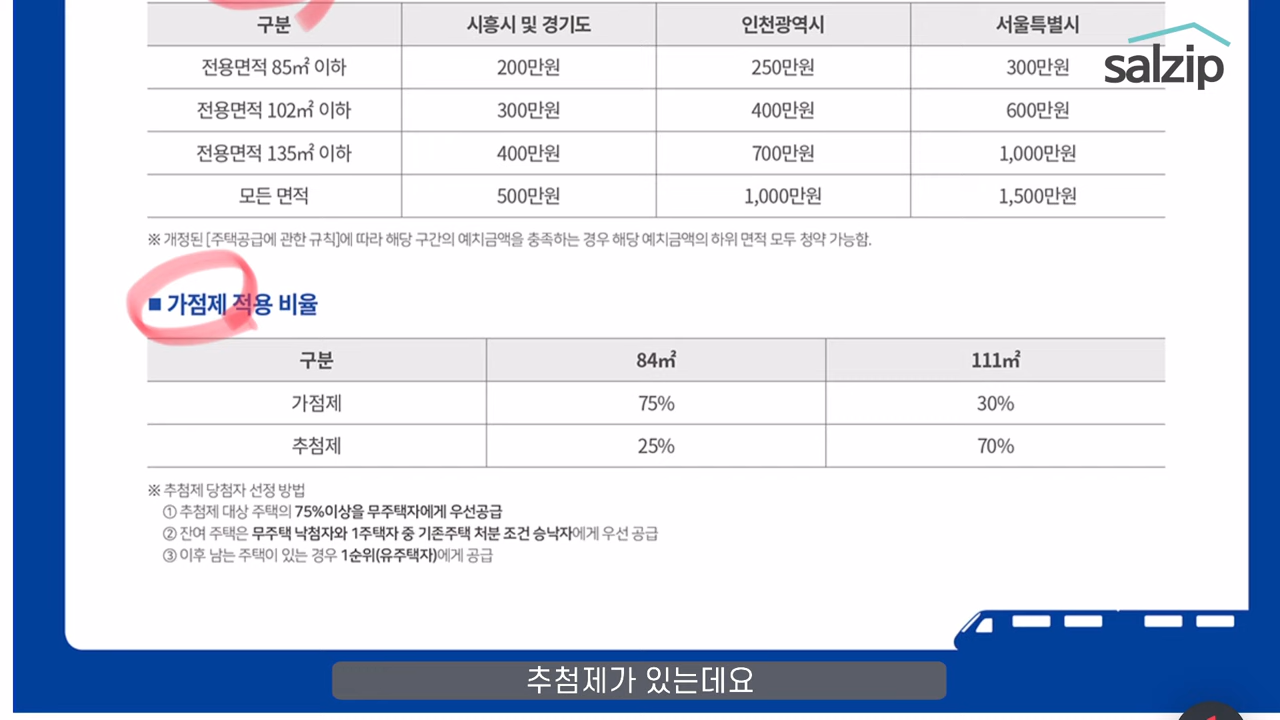 salzip
구분 시흥시 및 경기도 인천광역시 서울특별시
전용면적 85㎡ 이하 200만원 250만원 300만원
전용면적 102㎡ 이하 300만원 400만원 600만원
전용면적 135㎡ 이하 400만원 700만원 1,000만원
모든 면적 500만원 1,000만원 1,500만원
※ 개정된 [주택공급에 관한 규칙]에 따라 해당 구간의 예치금액을 충족하는 경우 해당 예치금액의 하위 면적 모두 청약 가능함.
■ 가점제 적용 비율
구분 84㎡ 111㎡
가점제 75% 30%
추첨제 25% 70%
※ 추첨제 당첨자 선정 방법
① 추첨제 대상 주택의 75%이상을 무주택자에게 우선공급
② 잔여 주택은 무주택 낙첨자와 1주택자 중 기존주택 처분 조건 승낙자에게 우선 공급
③ 이후 남는 주택이 있는 경우 1순위(유주택자)에게 공급
추첨제가 있는데요